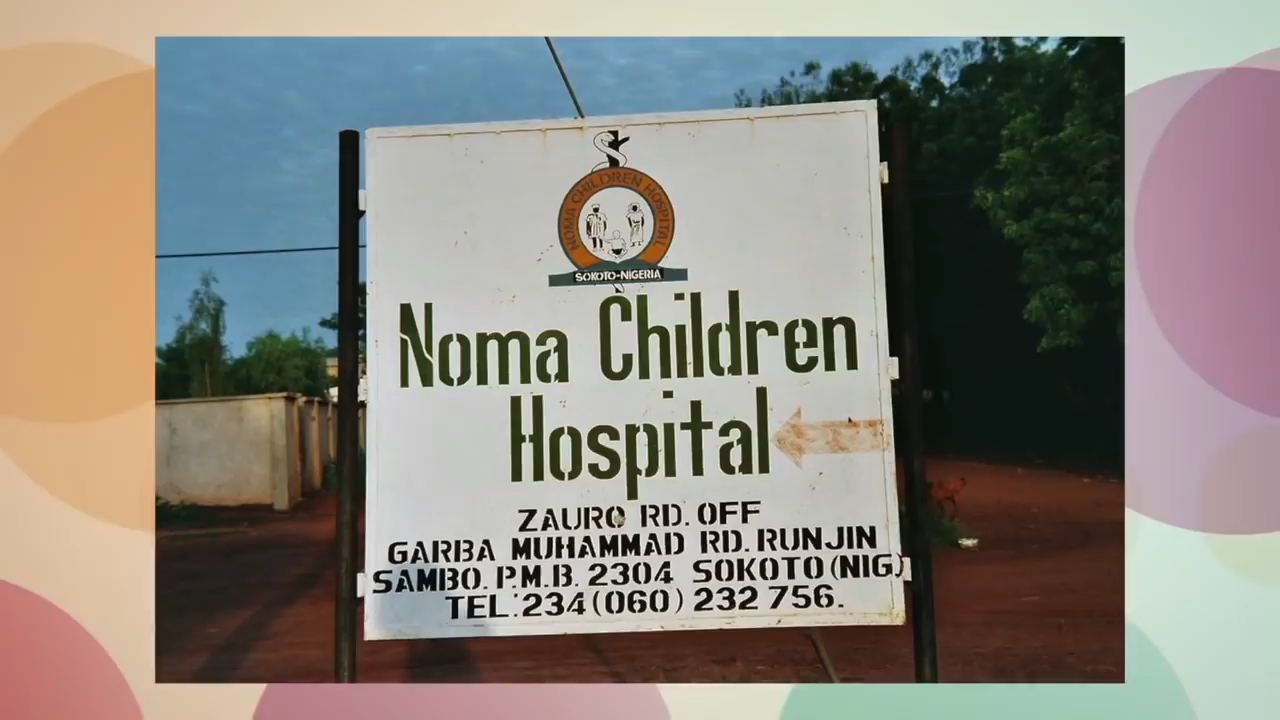 NOMA CHILDREN HOSPITAL
SOKOTO-NIGERIA
Noma Children
Hospital
ZAURO RD. OFF
GARBA MUHAMMAD RD. RUNJIN
SAMBO. P.M.B. 2304 SOKOTO (NIG.)
TEL: 234 (060) 232 756.